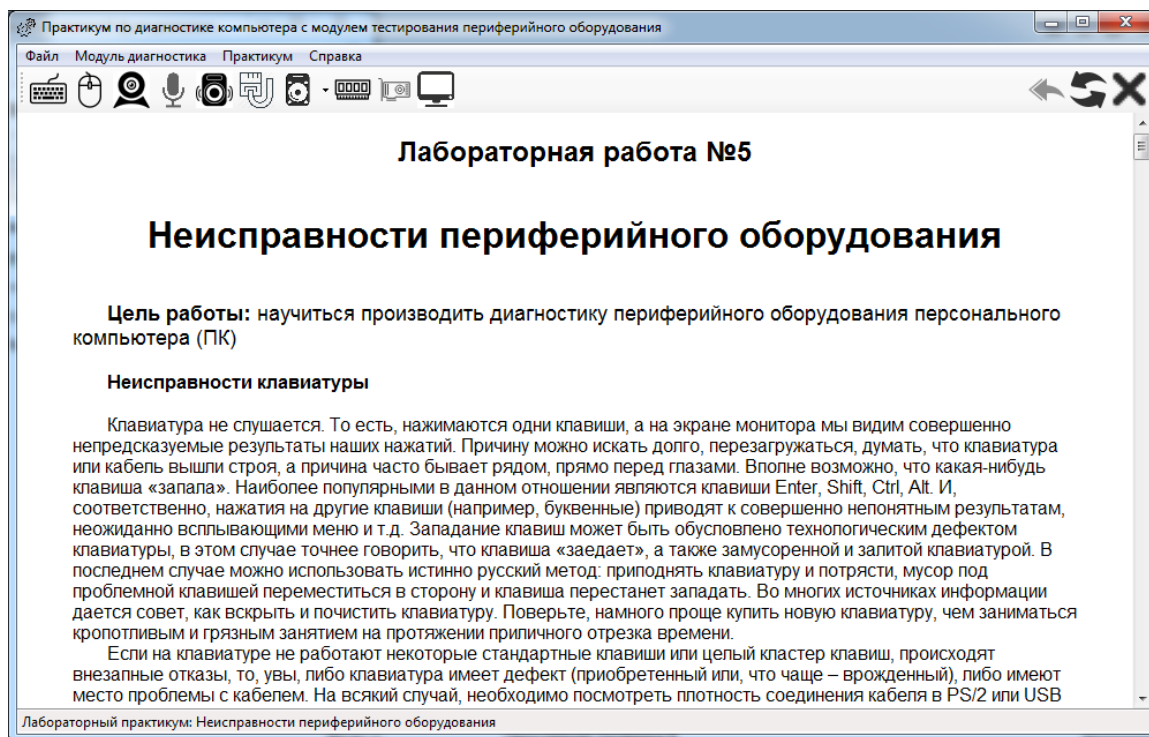 Практикум по диагностике компьютера с модулем тестирования периферийного оборудования
Файл Модуль диагностика Практикум Справка
Лабораторная работа №5
Неисправности периферийного оборудования
Цель работы: научиться производить диагностику периферийного оборудования персонального
компьютера (ПК)
Неисправности клавиатуры
Клавиатура не слушается. То есть, нажимаются одни клавиши, а на экране монитора мы видим совершенно
непредсказуемые результаты наших нажатий. Причину можно искать долго, перезагружаться, думать, что клавиатура
или кабель вышли строя, а причина часто бывает рядом, прямо перед глазами. Вполне возможно, что какая-нибудь
клавиша «запала». Наиболее популярными в данном отношении являются клавиши Enter, Shift, Ctrl, Alt. И,
соответственно, нажатия на другие клавиши (например, буквенные) приводят к совершенно непонятным результатам,
неожиданно всплывающими меню и т.д. Западание клавиш может быть обусловлено технологическим дефектом
клавиатуры, в этом случае точнее говорить, что клавиша «заедает», а также замусоренной и залитой клавиатурой. В
последнем случае можно использовать истинно русский метод: приподнять клавиатуру и потрясти, мусор под
проблемной клавишей переместиться в сторону и клавиша перестанет западать. Во многих источниках информации
дается совет, как вскрыть и почистить клавиатуру. Поверьте, намного проще купить новую клавиатуру, чем заниматься
кропотливым и грязным занятием на протяжении приличного отрезка времени.
Если на клавиатуре не работают некоторые стандартные клавиши или целый кластер клавиш, происходят
внезапные отказы, то, увы, либо клавиатура имеет дефект (приобретенный или, что чаще – врожденный), либо имеют
место проблемы с кабелем. На всякий случай, необходимо посмотреть плотность соединения кабеля в PS/2 или USB
Лабораторный практикум: Неисправности периферийного оборудования